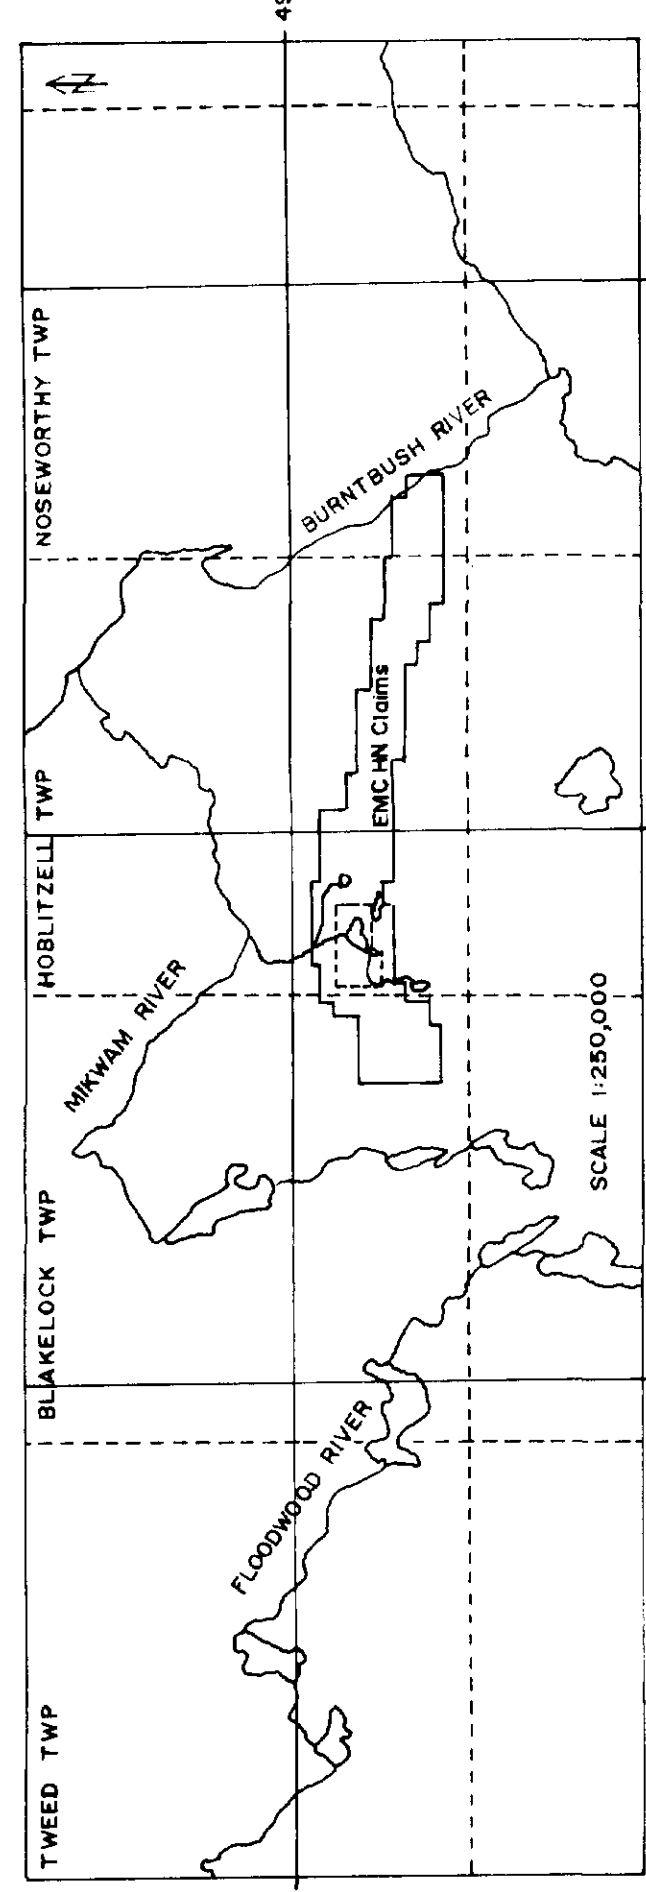 TWEED TWP
BLAKELOCK TWP
HOBLITZELL TWP
NOSEWORTHY TWP
N
FLOODWOOD RIVER
MIKWAM RIVER
BURNTBUSH RIVER
EMC HN Claims
SCALE 1:250,000